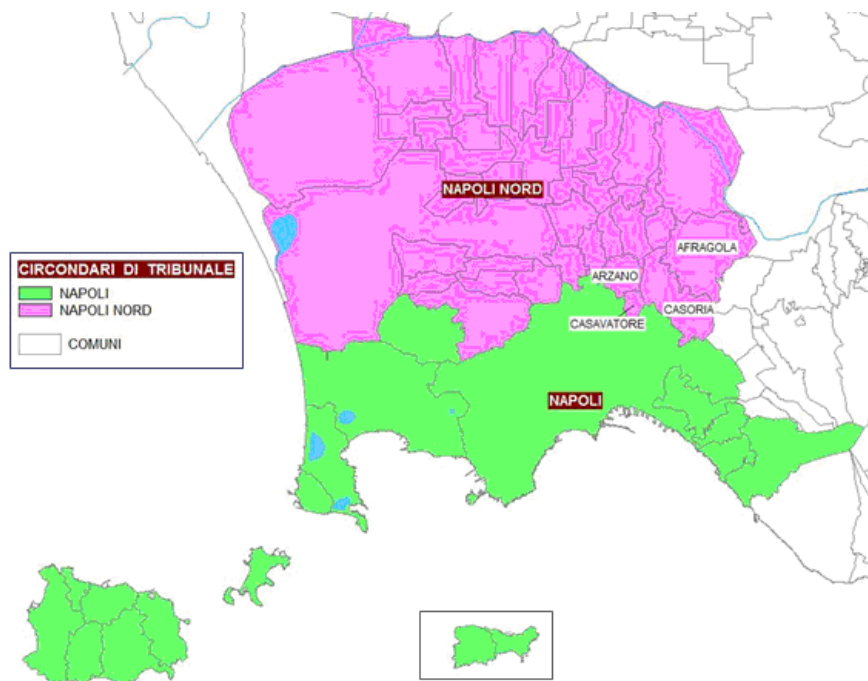 NAPOLI NORD
AFRAGOLA
CIRCONDARI DI TRIBUNALE
NAPOLI
NAPOLI NORD
COMUNI
ARZANO
CASORIA
CASAVATORE
NAPOLI